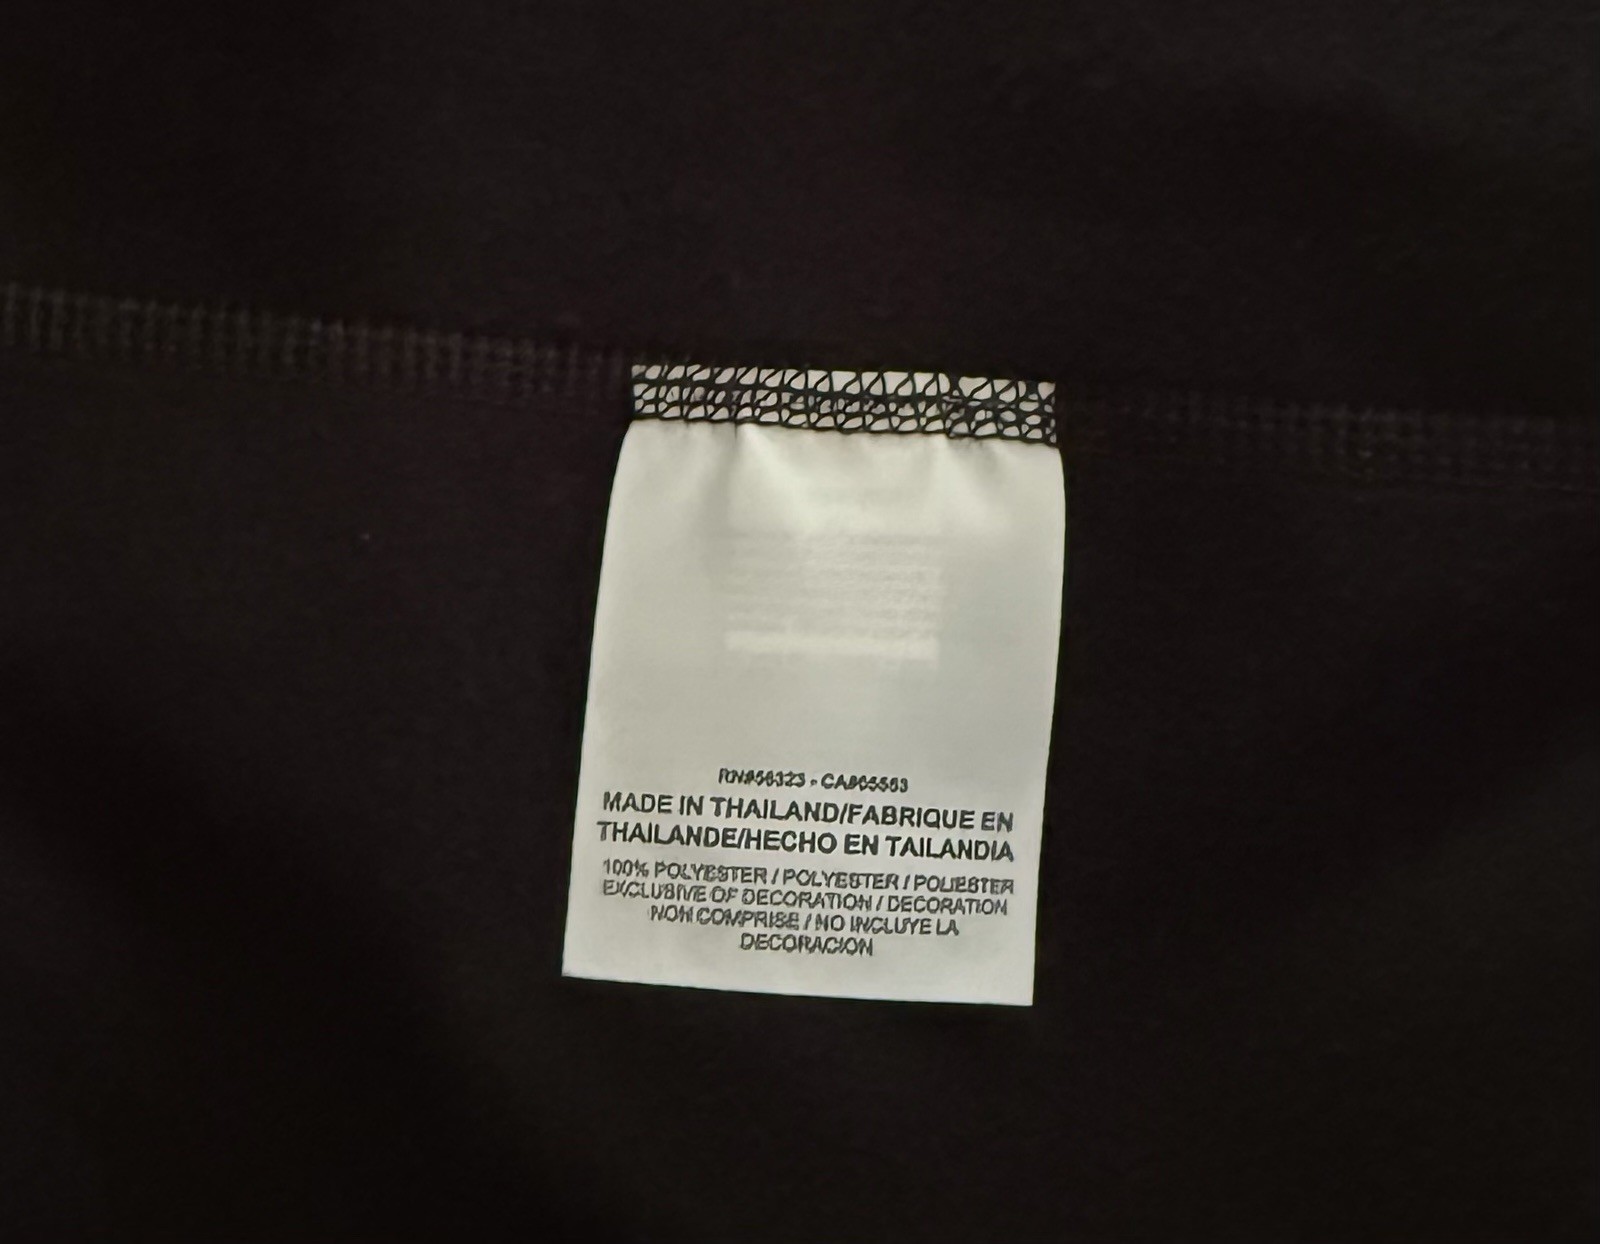 RN#56323 - CA#05553
MADE IN THAILAND/FABRIQUE EN
THAILANDE/HECHO EN TAILANDIA
100% POLYESTER / POLYESTER / POLIESTER
EXCLUSIVE OF DECORATION / DECORATION
NON COMPRISE / NO INCLUYE LA
DECORACION